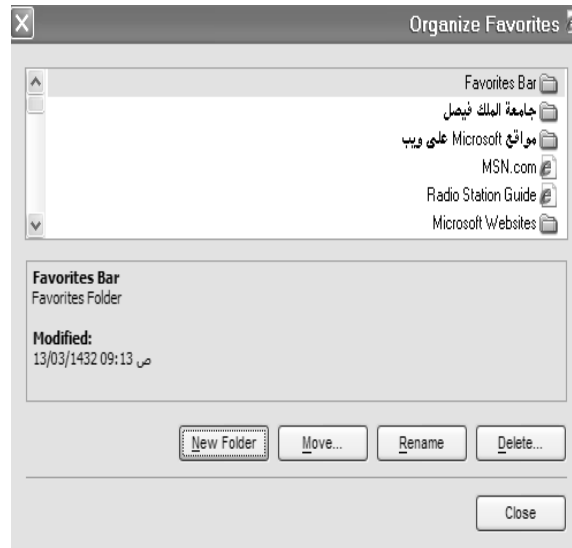 Organize Favorites
Favorites Bar
جامعة الملك فيصل
مواقع Microsoft على ويب
MSN.com
Radio Station Guide
Microsoft Websites
Favorites Bar
Favorites Folder
Modified:
13/03/1432 09:13 ص
New Folder Move... Rename Delete...
Close